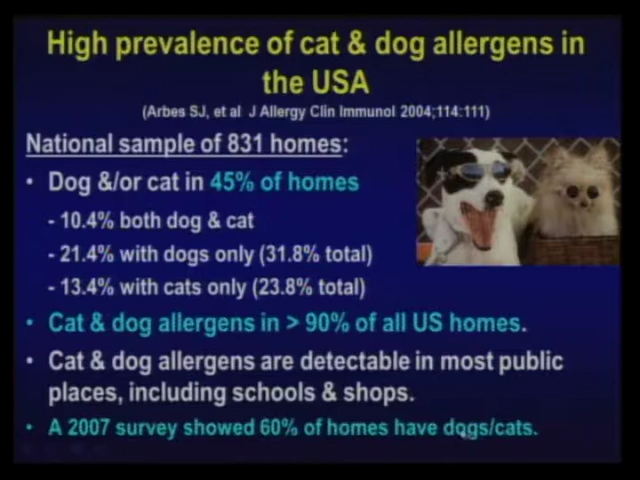 High prevalence of cat & dog allergens in
the USA
(Arbes SJ, et al J Allergy Clin Immunol 2004;114:111)
National sample of 831 homes:
• Dog &/or cat in 45% of homes
- 10.4% both dog & cat
- 21.4% with dogs only (31.8% total)
- 13.4% with cats only (23.8% total)
• Cat & dog allergens in > 90% of all US homes.
• Cat & dog allergens are detectable in most public
places, including schools & shops.
• A 2007 survey showed 60% of homes have dogs/cats.